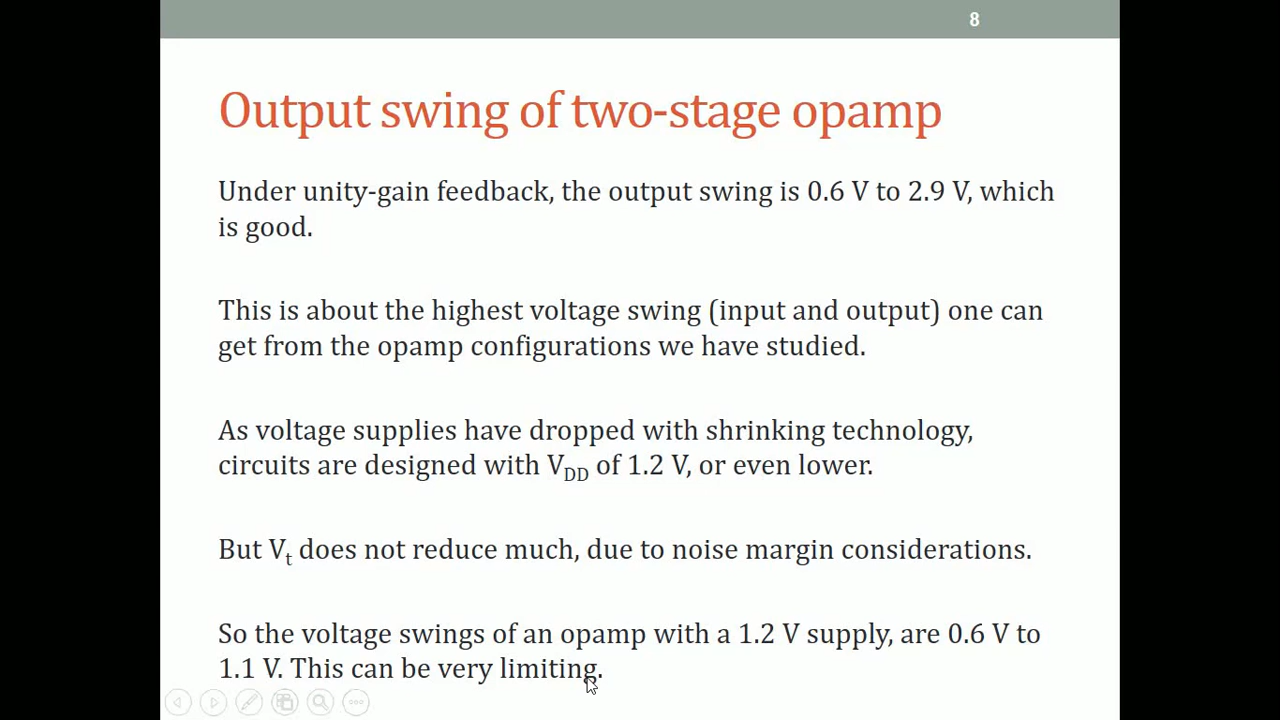 8
Output swing of two-stage opamp
Under unity-gain feedback, the output swing is 0.6 V to 2.9 V, which
is good.
This is about the highest voltage swing (input and output) one can
get from the opamp configurations we have studied.
As voltage supplies have dropped with shrinking technology,
circuits are designed with V_DD of 1.2 V, or even lower.
But V_t does not reduce much, due to noise margin considerations.
So the voltage swings of an opamp with a 1.2 V supply, are 0.6 V to
1.1 V. This can be very limiting.